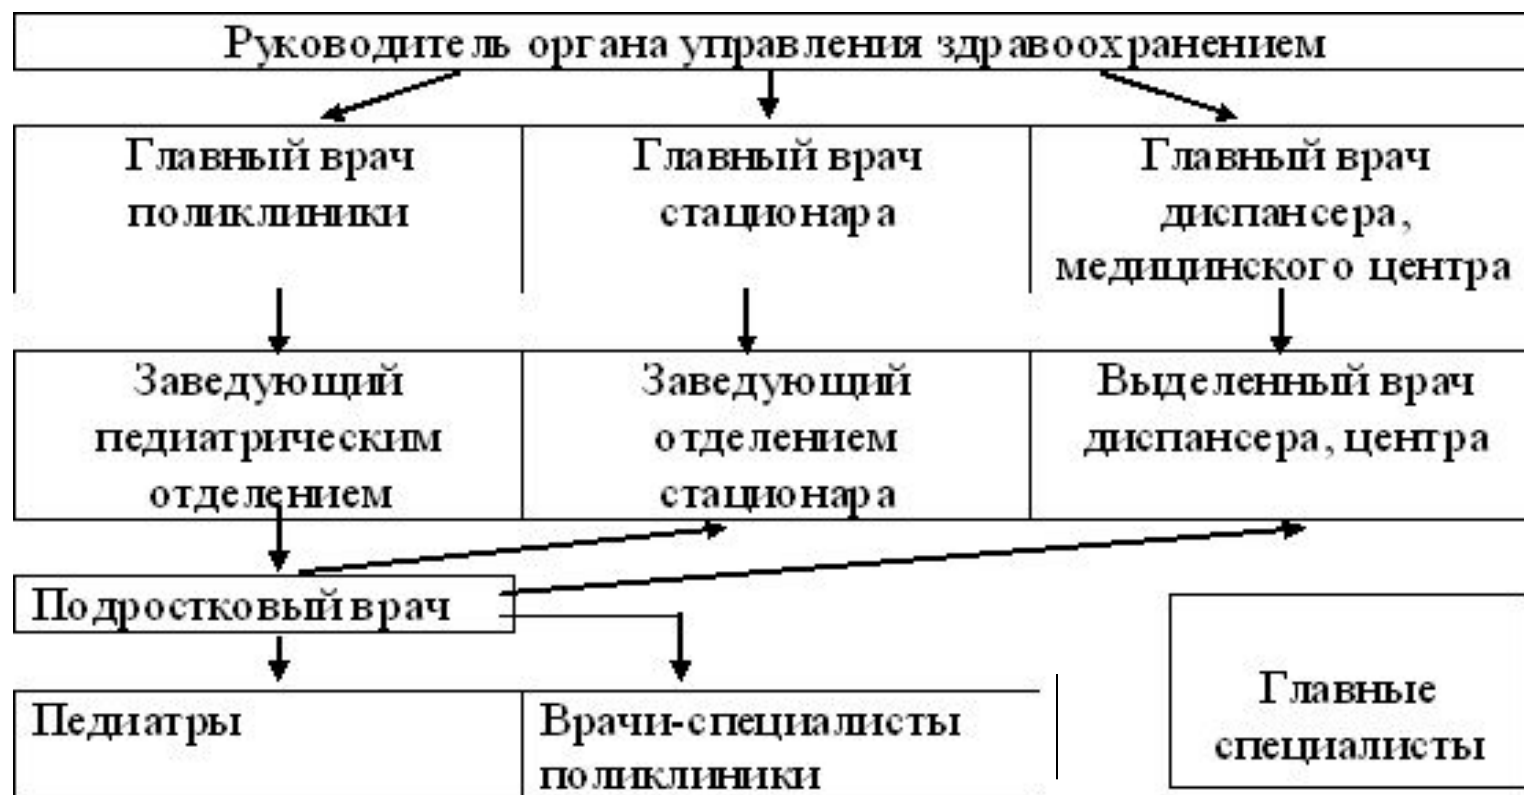 Руководитель органа управления здравоохранением
Главный врач
поликлиники
Главный врач
стационара
Главный врач
диспансера,
медицинского центра
Заведующий
педиатрическим
отделением
Заведующий
отделением
стационара
Выделенный врач
диспансера, центра
Подростковый врач
Педиатры
Врачи-специалисты
поликлиники
Главные
специалисты